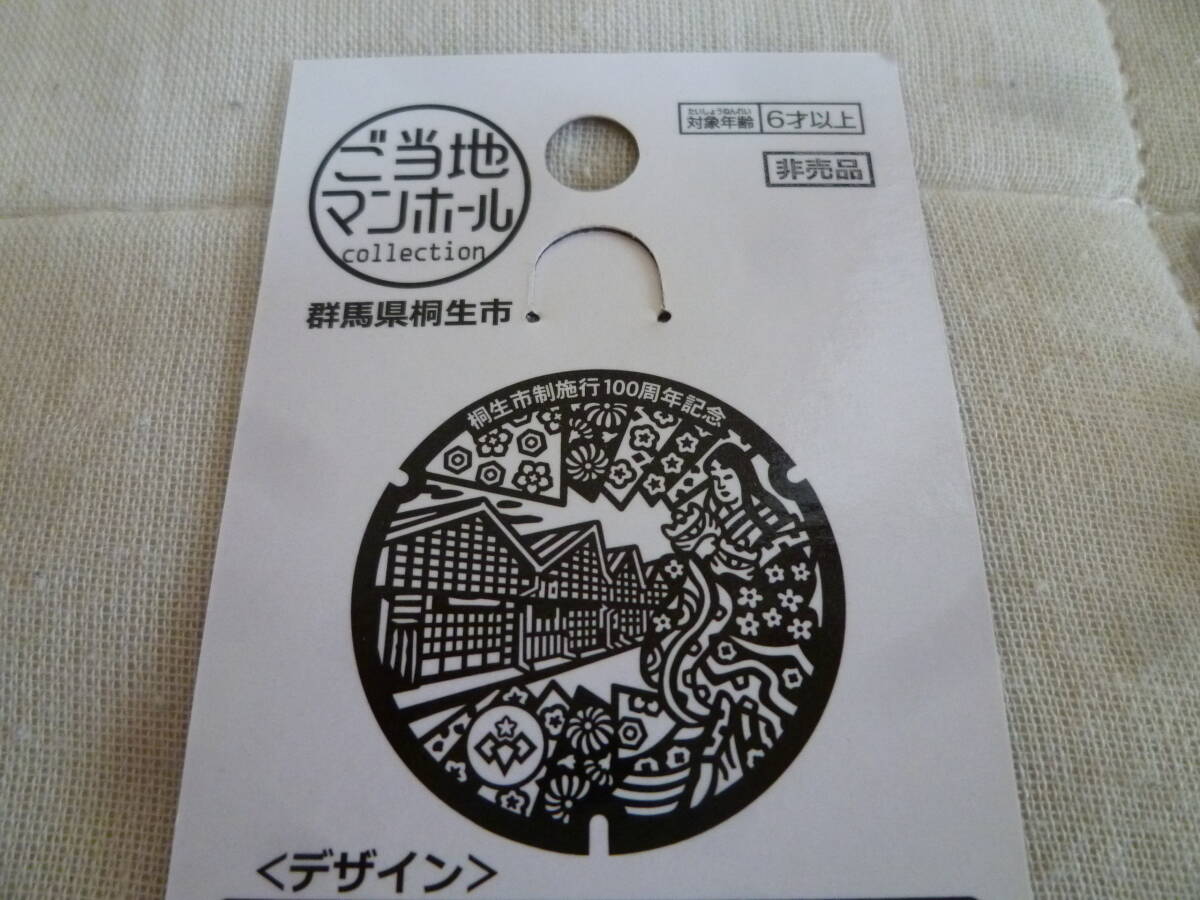 ご当地
マンホール
collection
群馬県桐生市
たいしょうねんれい
対象年齢
6才以上
非売品
桐生市制施行100周年記念
<デザイン>